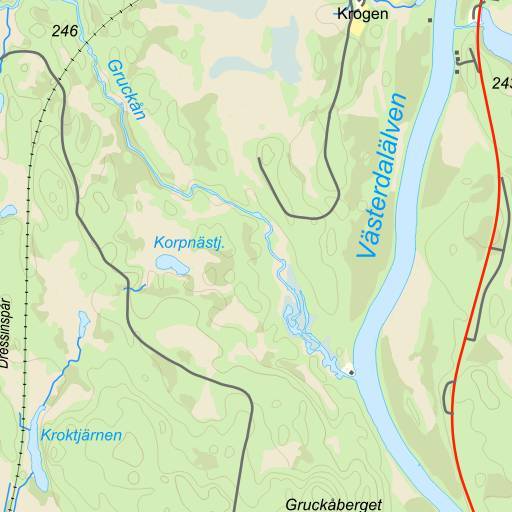 Krogen
246
Gruckån
243
Västerdalälven
Korpnästj.
Dressinspår
Kroktjärnen
Gruckåberget